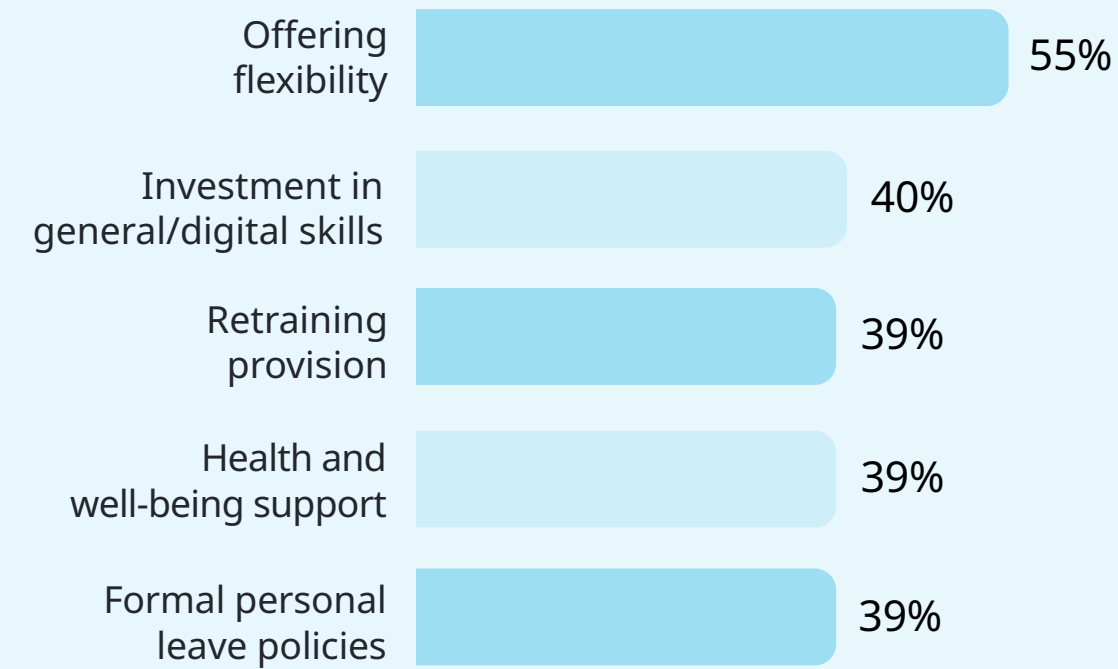 Offering
flexibility
55%
Investment in
general/digital skills
40%
Retraining
provision
39%
Health and
well-being support
39%
Formal personal
leave policies
39%